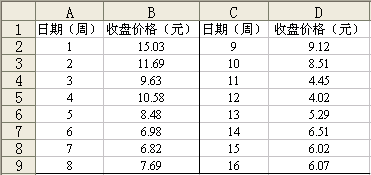 A B C D
1 日期（周） 收盘价格（元） 日期（周） 收盘价格（元）
2 1 15.03 9 9.12
3 2 11.69 10 8.51
4 3 9.63 11 4.45
5 4 10.58 12 4.02
6 5 8.48 13 5.29
7 6 6.98 14 6.51
8 7 6.82 15 6.02
9 8 7.69 16 6.07